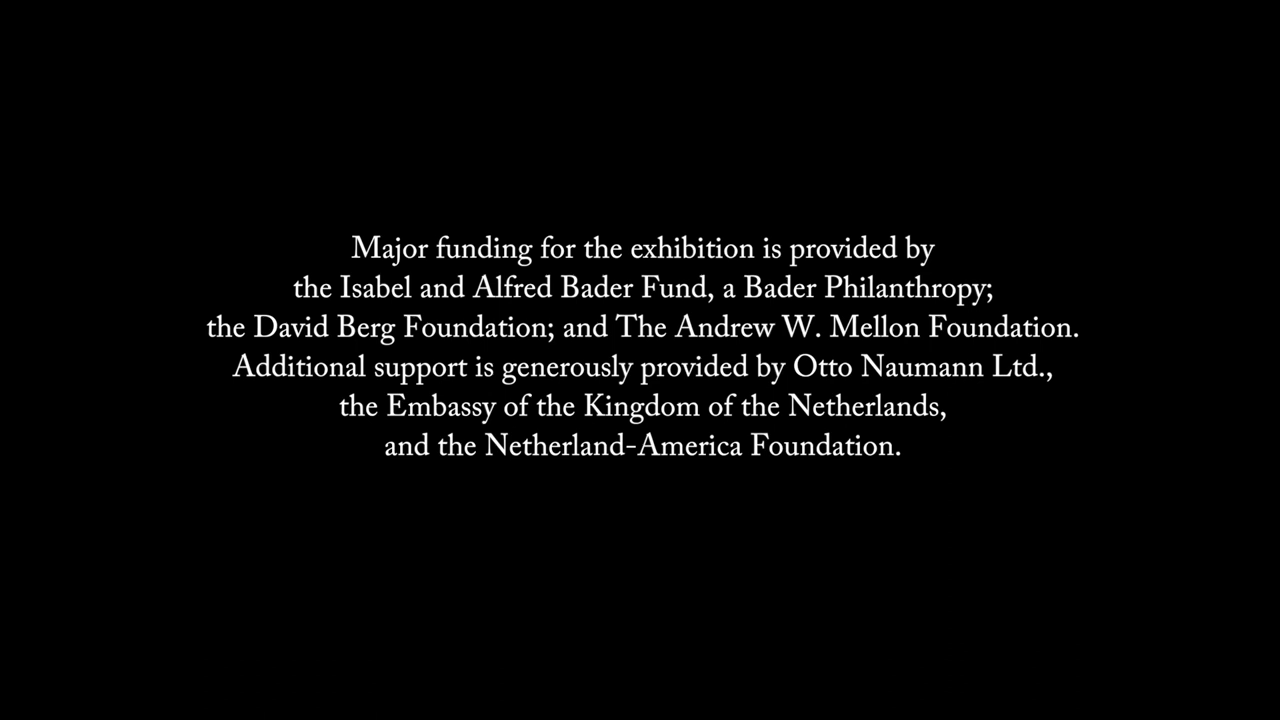 Major funding for the exhibition is provided by
the Isabel and Alfred Bader Fund, a Bader Philanthropy;
the David Berg Foundation; and The Andrew W. Mellon Foundation.
Additional support is generously provided by Otto Naumann Ltd.,
the Embassy of the Kingdom of the Netherlands,
and the Netherland-America Foundation.